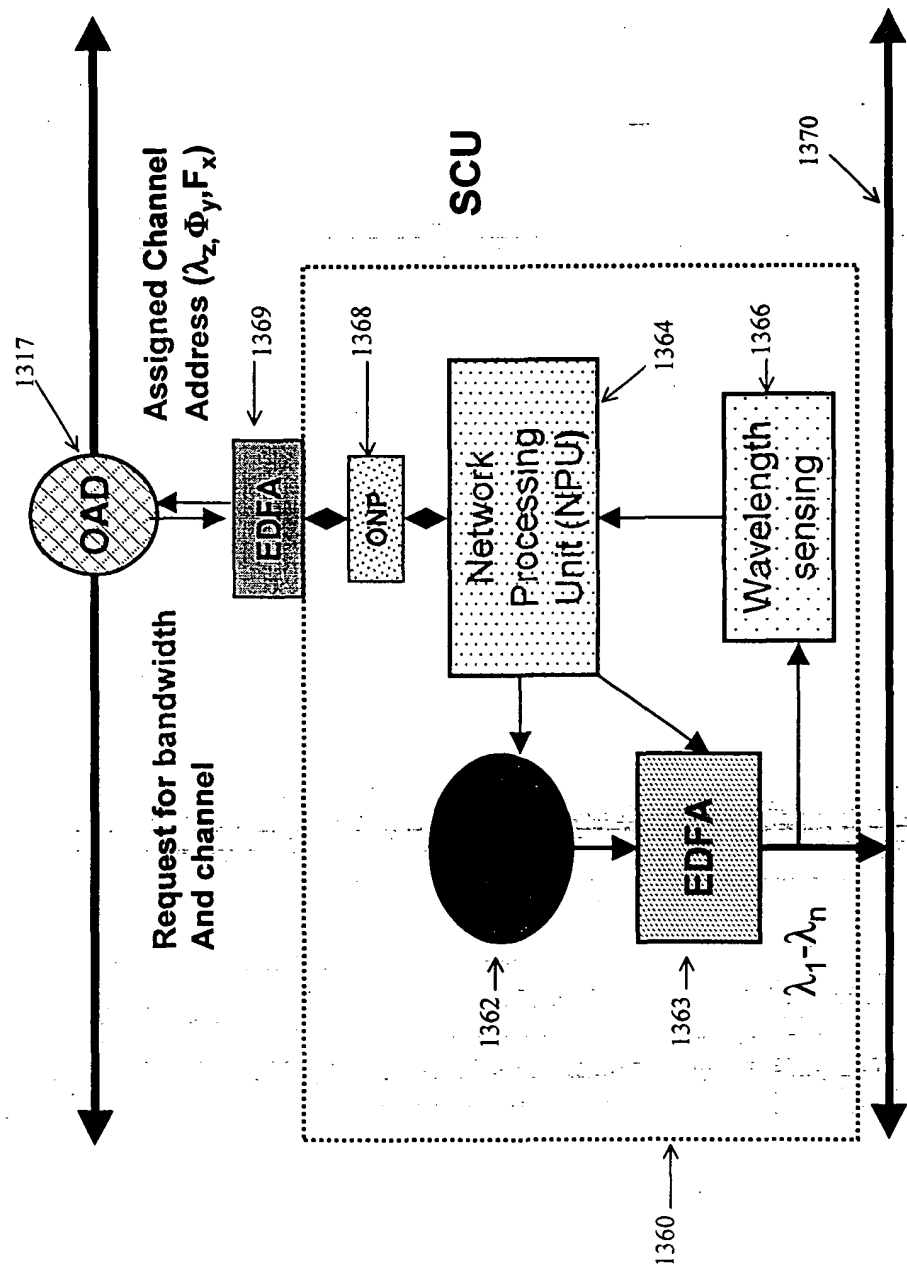 1317
OAD
Request for bandwidth
And channel
Assigned Channel
Address (λz,Φy,Fx)
EDFA
1369
ONP
1368
SCU
Network
Processing
Unit (NPU)
1364
1362
EDFA
1363
Wavelength
sensing
1366
λ1-λn
1360
1370